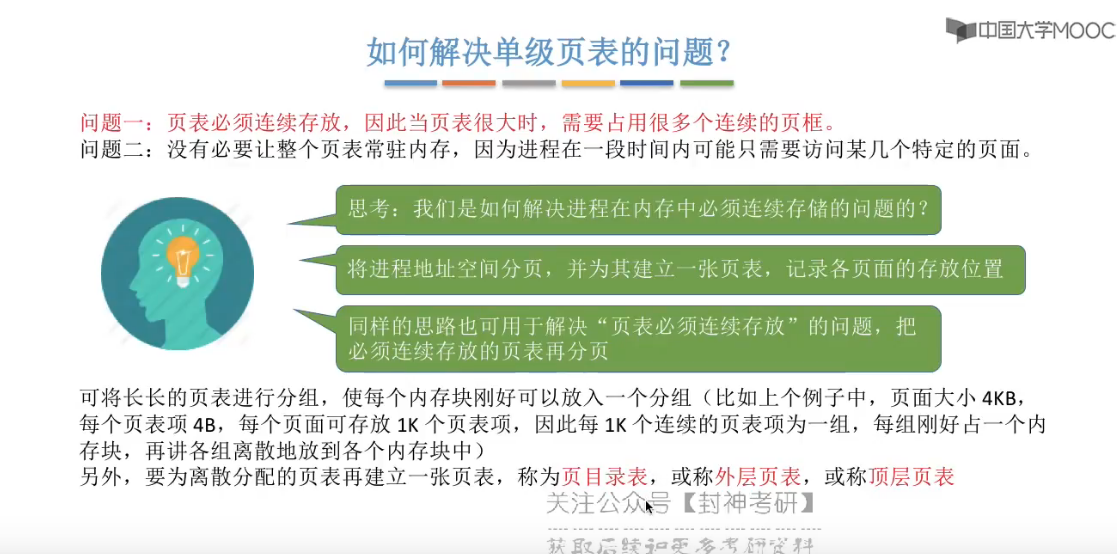 中国大学MOOC
如何解决单级页表的问题？
问题一：页表必须连续存放，因此当页表很大时，需要占用很多个连续的页框。
问题二：没有必要让整个页表常驻内存，因为进程在一段时间内可能只需要访问某几个特定的页面。
思考：我们是如何解决进程在内存中必须连续存储的问题的？
将进程地址空间分页，并为其建立一张页表，记录各页面的存放位置
同样的思路也可用于解决“页表必须连续存放”的问题，把
必须连续存放的页表再分页
可将长长的页表进行分组，使每个内存块刚好可以放入一个分组（比如上个例子中，页面大小 4KB，
每个页表项 4B，每个页面可存放 1K 个页表项，因此每 1K 个连续的页表项为一组，每组刚好占一个内
存块，再讲各组离散地放到各个内存块中）
另外，要为离散分配的页表再建立一张页表，称为页目录表，或称外层页表，或称顶层页表
关注公众号【封神考研】
获取后续和更多考研资料